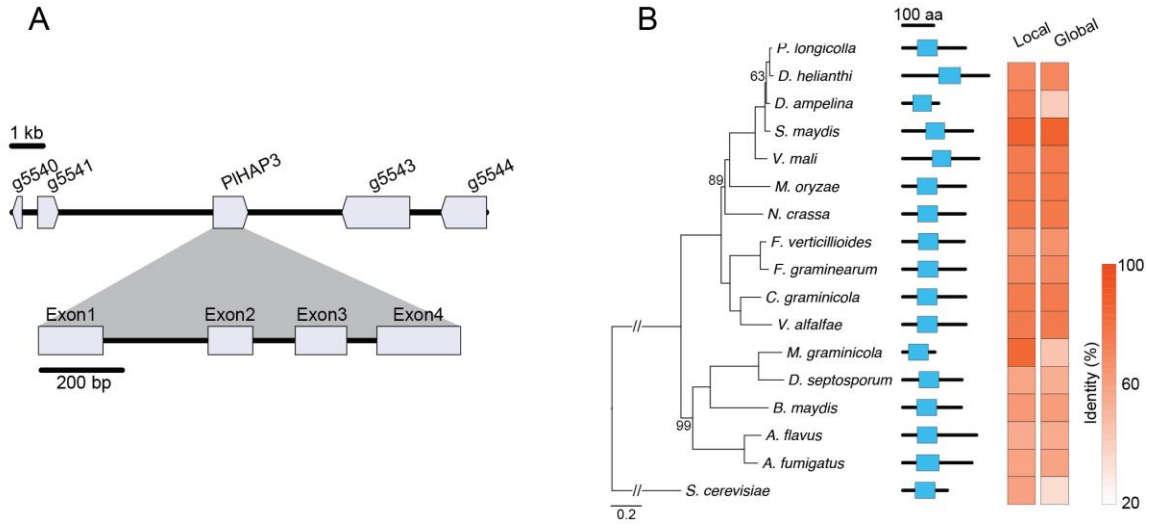 A
1 kb
g5540
g5541
PlHAP3
g5543
g5544
Exon1
Exon2
Exon3
Exon4
200 bp
B
100 aa
Local
Global
P. longicolla
63
D. helianthi
D. ampelina
S. maydis
V. mali
89
M. oryzae
N. crassa
F. verticillioides
F. graminearum
C. graminicola
V. alfalfae
//
M. graminicola
D. septosporum
B. maydis
99
A. flavus
A. fumigatus
//
S. cerevisiae
0.2
100
60
20
Identity (%)